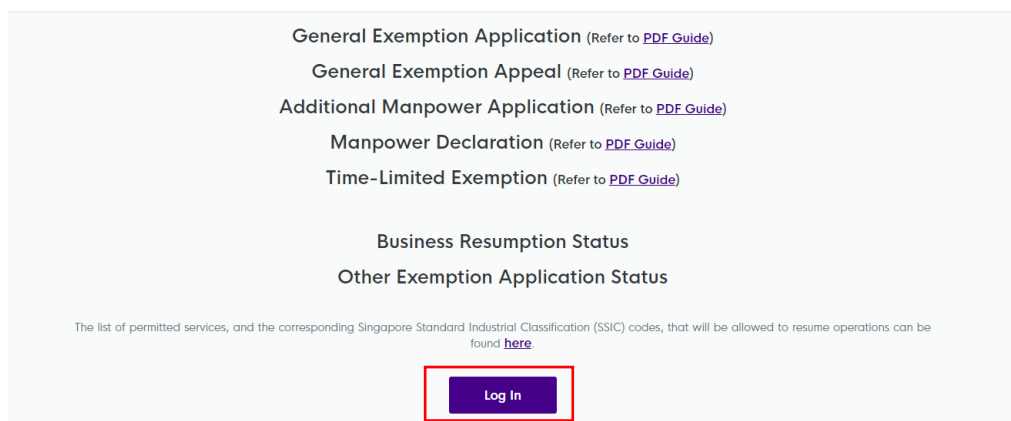 General Exemption Application (Refer to PDF Guide)
General Exemption Appeal (Refer to PDF Guide)
Additional Manpower Application (Refer to PDF Guide)
Manpower Declaration (Refer to PDF Guide)
Time-Limited Exemption (Refer to PDF Guide)
Business Resumption Status
Other Exemption Application Status
The list of permitted services, and the corresponding Singapore Standard Industrial Classification (SSIC) codes, that will be allowed to resume operations can be
found here.
Log In